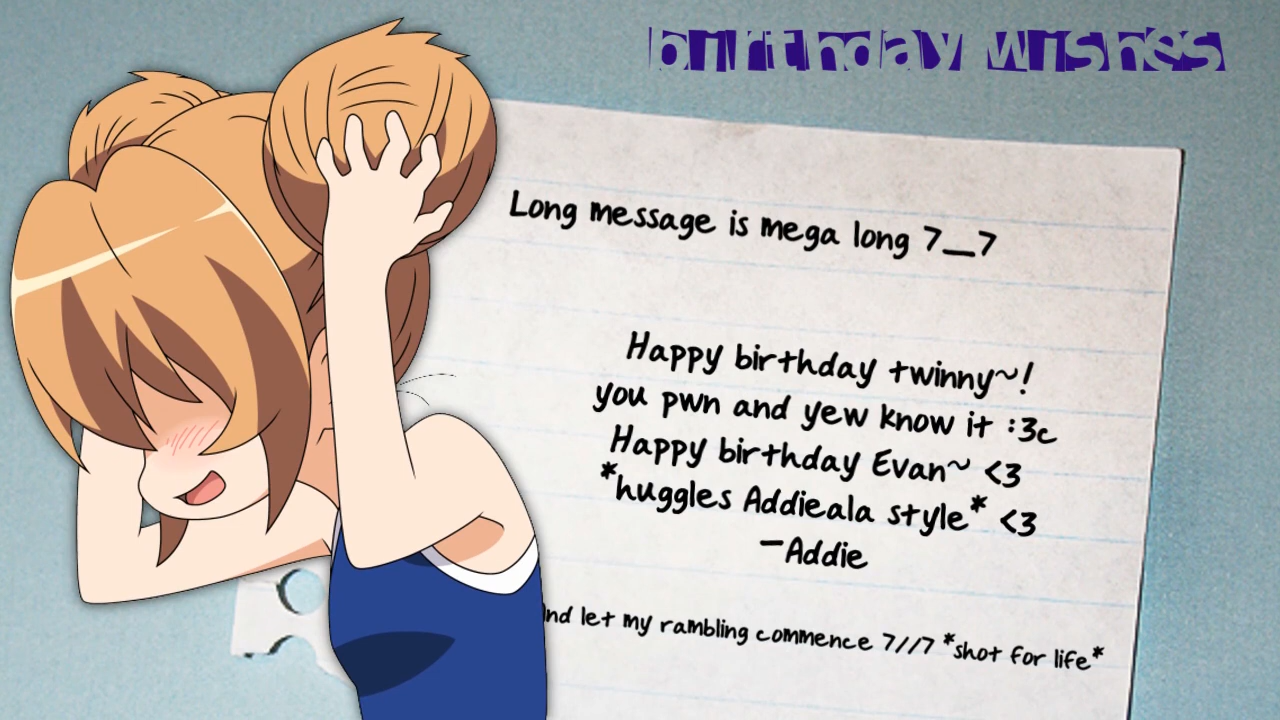 birthday wishes
Long message is mega long 7__7
Happy birthday twinny~!
you pwn and yew know it :3c
Happy birthday Evan~ <3
*huggles Addieala style* <3
-Addie
nd let my rambling commence 7//7 *shot for life*